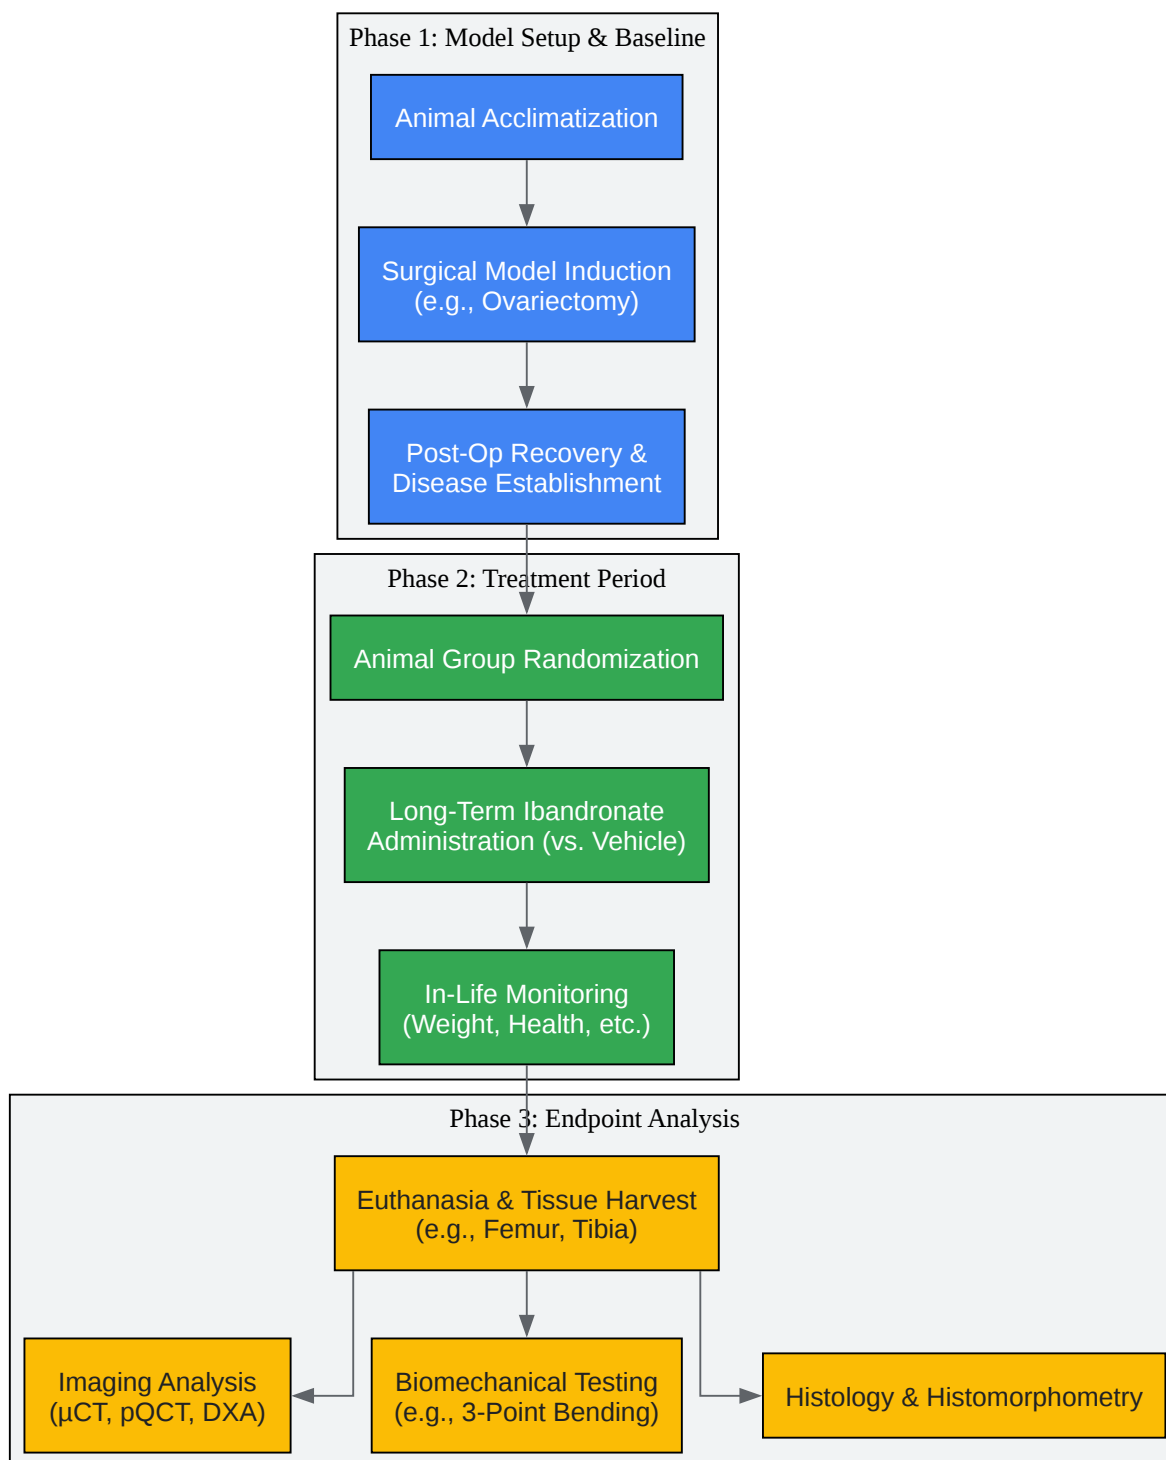 Phase 1: Model Setup & Baseline
Animal Acclimatization
Surgical Model Induction
(e.g., Ovariectomy)
Post-Op Recovery &
Disease Establishment
Phase 2: Treatment Period
Animal Group Randomization
Long-Term Ibandronate
Administration (vs. Vehicle)
In-Life Monitoring
(Weight, Health, etc.)
Phase 3: Endpoint Analysis
Euthanasia & Tissue Harvest
(e.g., Femur, Tibia)
Imaging Analysis
(µCT, pQCT, DXA)
Biomechanical Testing
(e.g., 3-Point Bending)
Histology & Histomorphometry